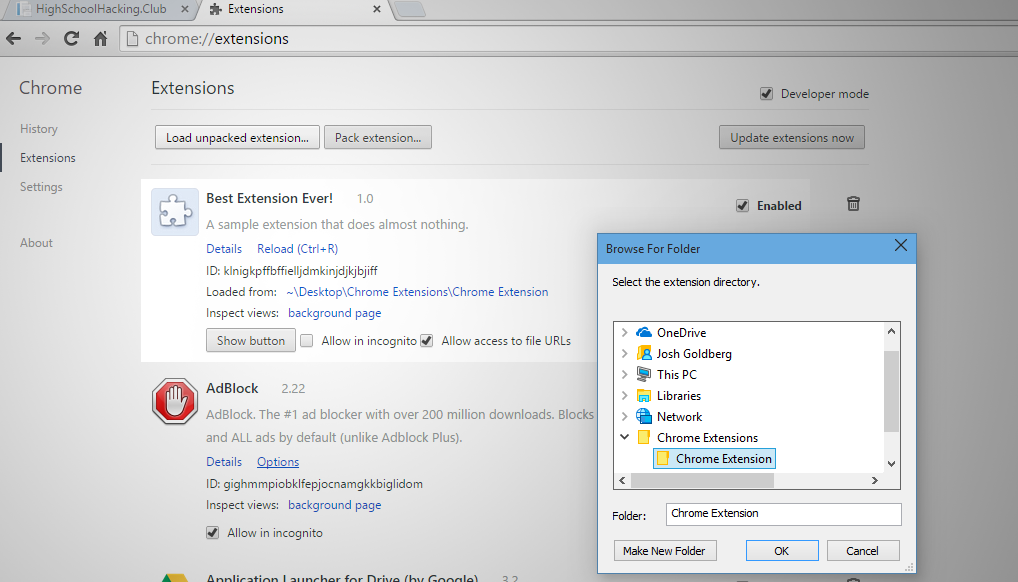 HighSchoolHacking.Club
Extensions
chrome://extensions
Chrome
History
Extensions
Settings
About
Extensions
Developer mode
Load unpacked extension...
Pack extension...
Update extensions now
Best Extension Ever! 1.0
Enabled
A sample extension that does almost nothing.
Details Reload (Ctrl+R)
ID: klnigkpffbffielljdmkinjdjkjbjiff
Loaded from: ~\Desktop\Chrome Extensions\Chrome Extension
Inspect views: background page
Show button
Allow in incognito
Allow access to file URLs
AdBlock 2.22
AdBlock. The #1 ad blocker with over 200 million downloads. Blocks
and ALL ads by default (unlike Adblock Plus).
Details Options
ID: gighmmpiobklfepjocnamgkkbiglidom
Inspect views: background page
Allow in incognito
Application Launcher for Drive (by Google) 3.2
Browse For Folder
Select the extension directory.
OneDrive
Josh Goldberg
This PC
Libraries
Network
Chrome Extensions
Chrome Extension
Folder: Chrome Extension
Make New Folder
OK
Cancel